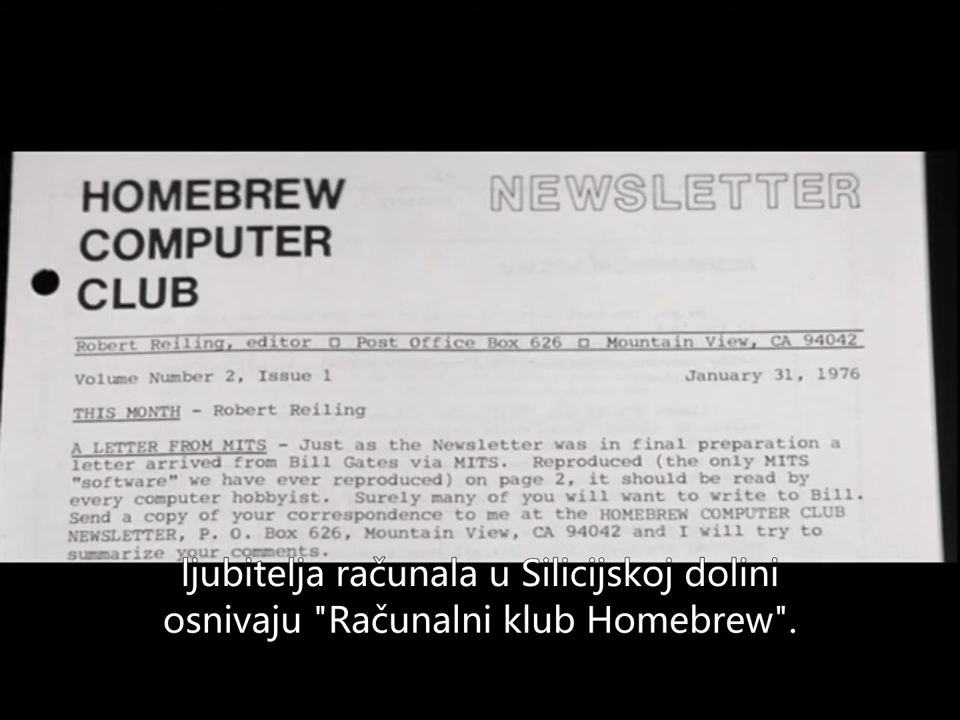 HOMEBREW
COMPUTER
CLUB
NEWSLETTER
Robert Reiling, editor □ Post Office Box 626 □ Mountain View, CA 94042
Volume Number 2, Issue 1
January 31, 1976
THIS MONTH - Robert Reiling
A LETTER FROM MITS - Just as the Newsletter was in final preparation a
letter arrived from Bill Gates via MITS. Reproduced (the only MITS
"software" we have ever reproduced) on page 2, it should be read by
every computer hobbyist. Surely many of you will want to write to Bill.
Send a copy of your correspondence to me at the HOMEBREW COMPUTER CLUB
NEWSLETTER, P. O. Box 626, Mountain View, CA 94042 and I will try to
summarize your comments.
ljubitelja računala u Silicijskoj dolini
osnivaju "Računalni klub Homebrew".